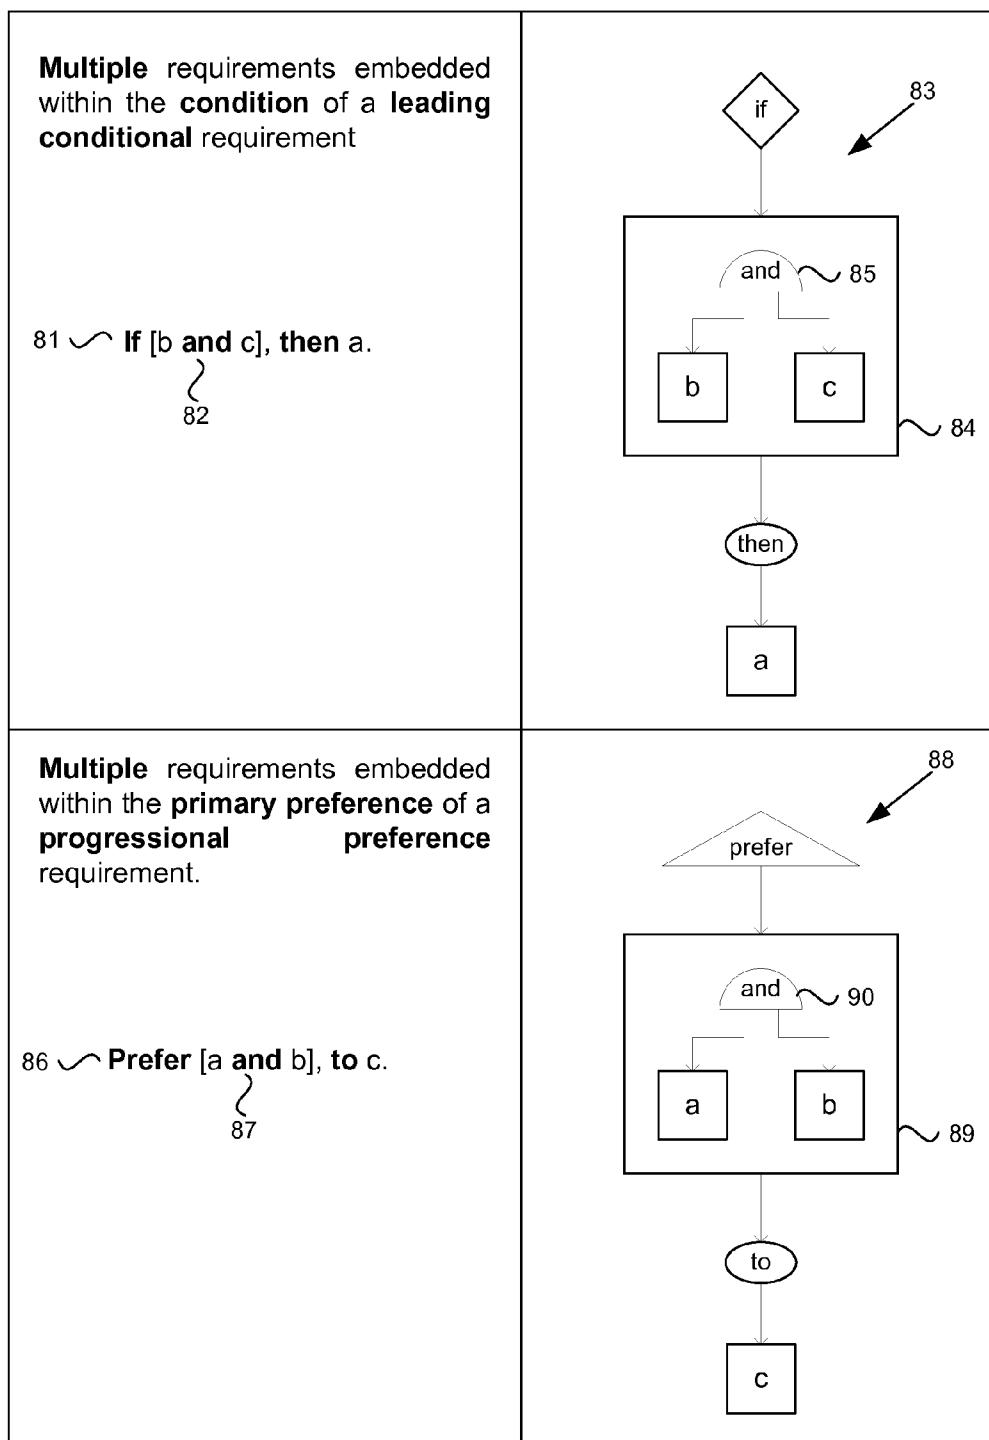 Multiple requirements embedded
within the condition of a leading
conditional requirement
81 If [b and c], then a.
82
if
83
and
85
b
c
84
then
a
Multiple requirements embedded
within the primary preference of a
progressional preference
requirement.
86 Prefer [a and b], to c.
87
88
prefer
and
90
a
b
89
to
c